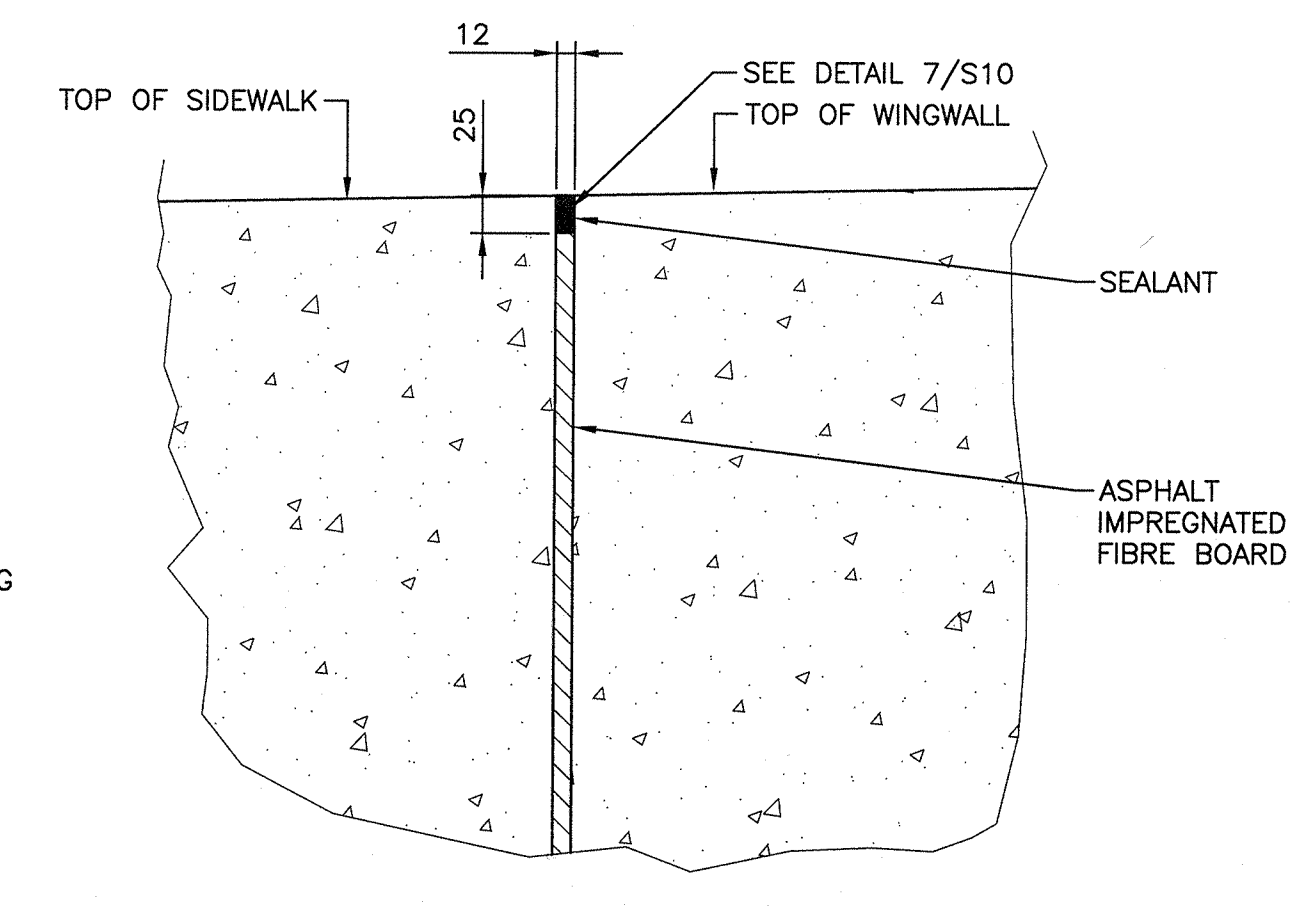 12
SEE DETAIL 7/S10
TOP OF SIDEWALK
TOP OF WINGWALL
25
SEALANT
ASPHALT
IMPREGNATED
FIBRE BOARD
G